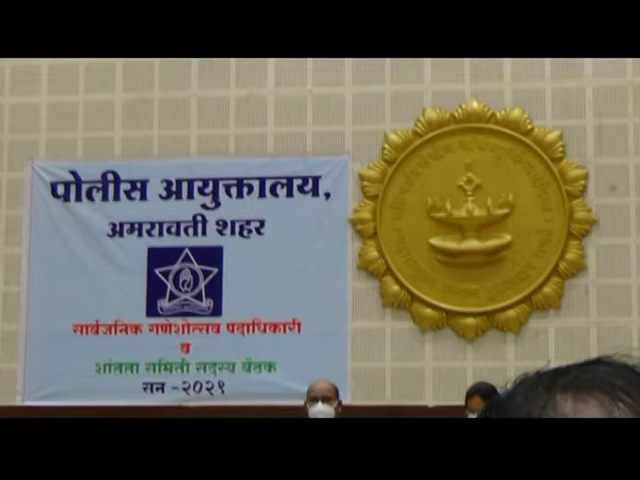 पोलीस आयुक्तालय,
अमरावती शहर
सार्वजनिक गणेशोत्सव पदाधिकारी
व
शांतता समिती सदस्य बैठक
सन -२०२१